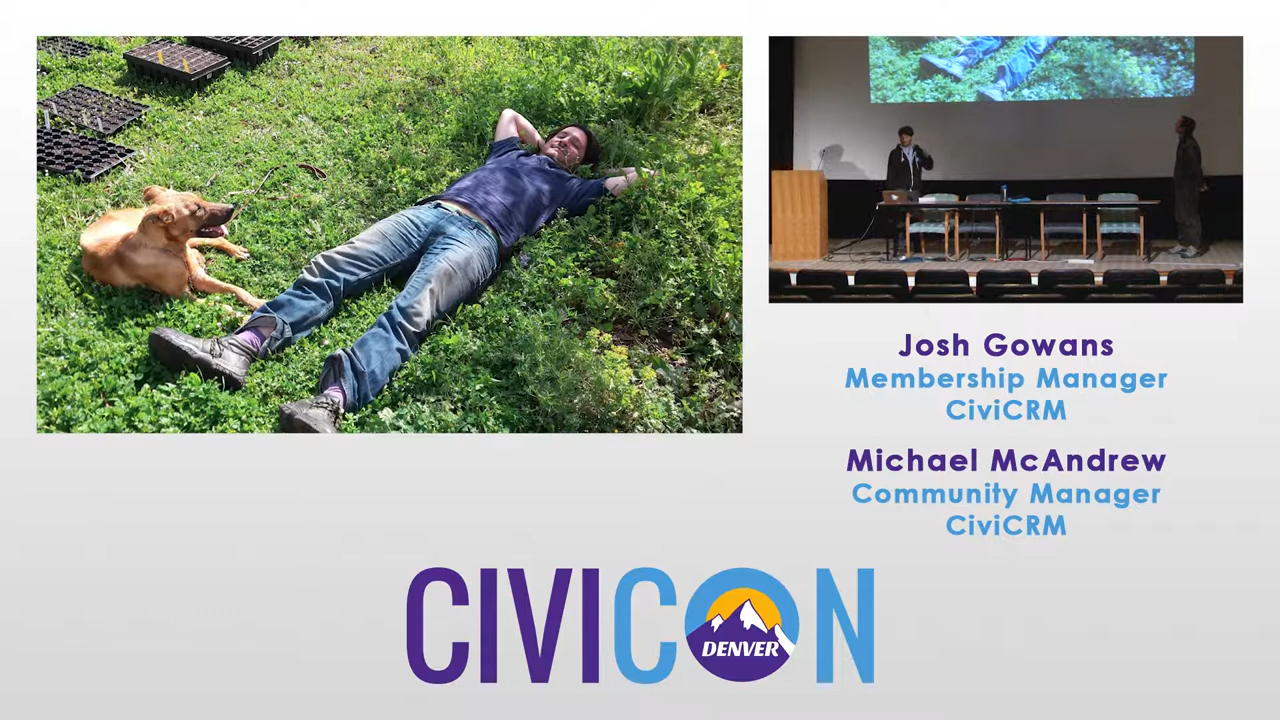 Josh Gowans
Membership Manager
CiviCRM
Michael McAndrew
Community Manager
CiviCRM
CIVICON
DENVER